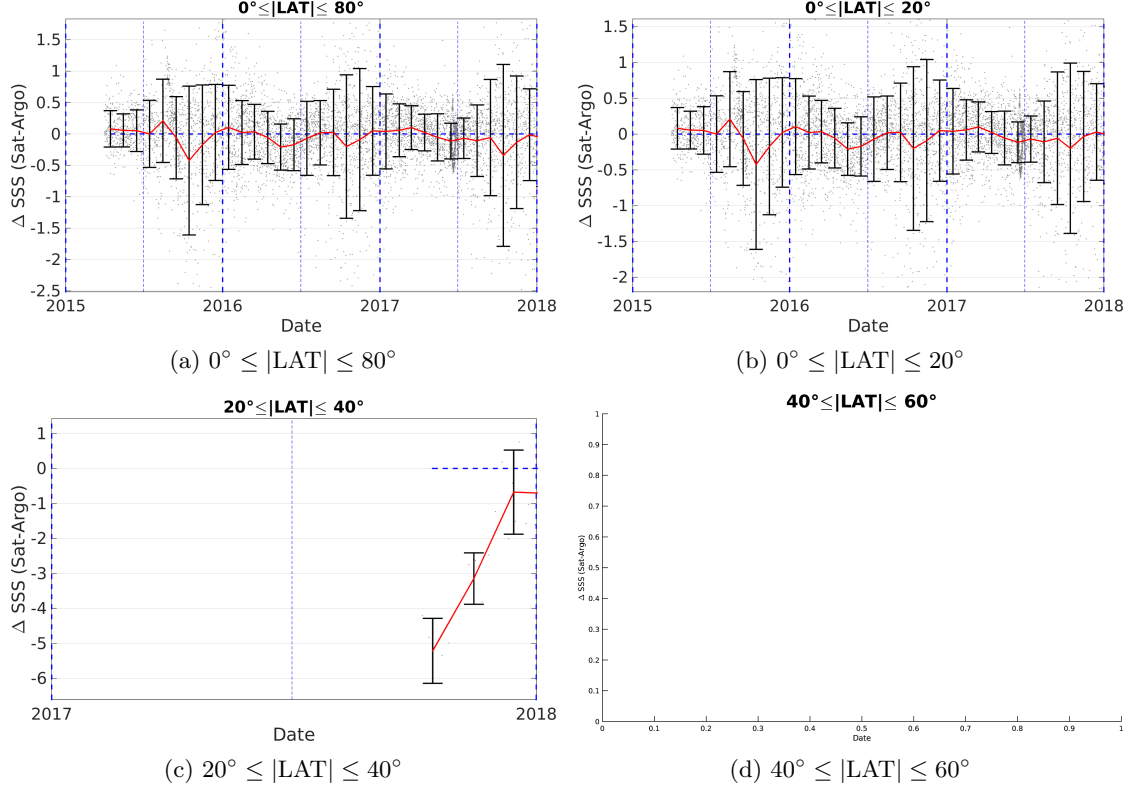 0°≤|LAT|≤ 80°
1.5
1
0.5
0
-0.5
-1
-1.5
-2
-2.5
Δ SSS (Sat-Argo)
2015 2016 2017 2018
Date
(a) 0° ≤ |LAT| ≤ 80°
0°≤|LAT|≤ 20°
1.5
1
0.5
0
-0.5
-1
-1.5
-2
Δ SSS (Sat-Argo)
2015 2016 2017 2018
Date
(b) 0° ≤ |LAT| ≤ 20°
20°≤|LAT|≤ 40°
1
0
-1
-2
-3
-4
-5
-6
Δ SSS (Sat-Argo)
2017 2018
Date
(c) 20° ≤ |LAT| ≤ 40°
40°≤|LAT|≤ 60°
1
0.9
0.8
0.7
0.6
0.5
0.4
0.3
0.2
0.1
0
Δ SSS (Sat-Argo)
0 0.1 0.2 0.3 0.4 0.5 0.6 0.7 0.8 0.9 1
Date
(d) 40° ≤ |LAT| ≤ 60°